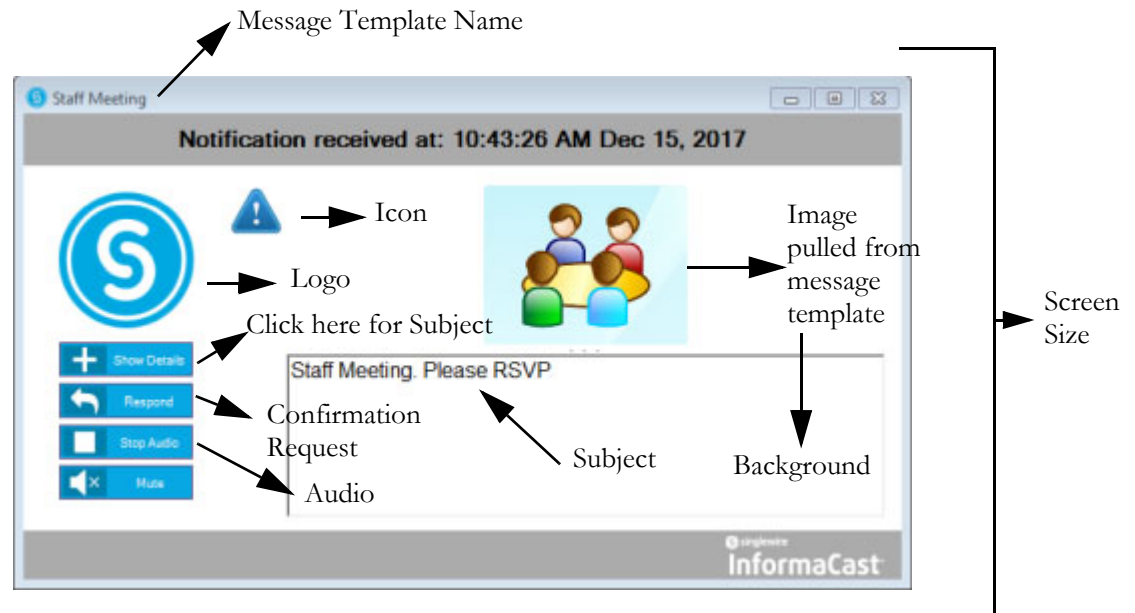 Message Template Name
Staff Meeting
Notification received at: 10:43:26 AM Dec 15, 2017
Icon
Logo
Image
pulled from
message
template
Screen
Size
Click here for Subject
Show Details
Respond
Stop Audio
Mute
Staff Meeting. Please RSVP
Confirmation
Request
Audio
Subject
Background
singlewire
InformaCast